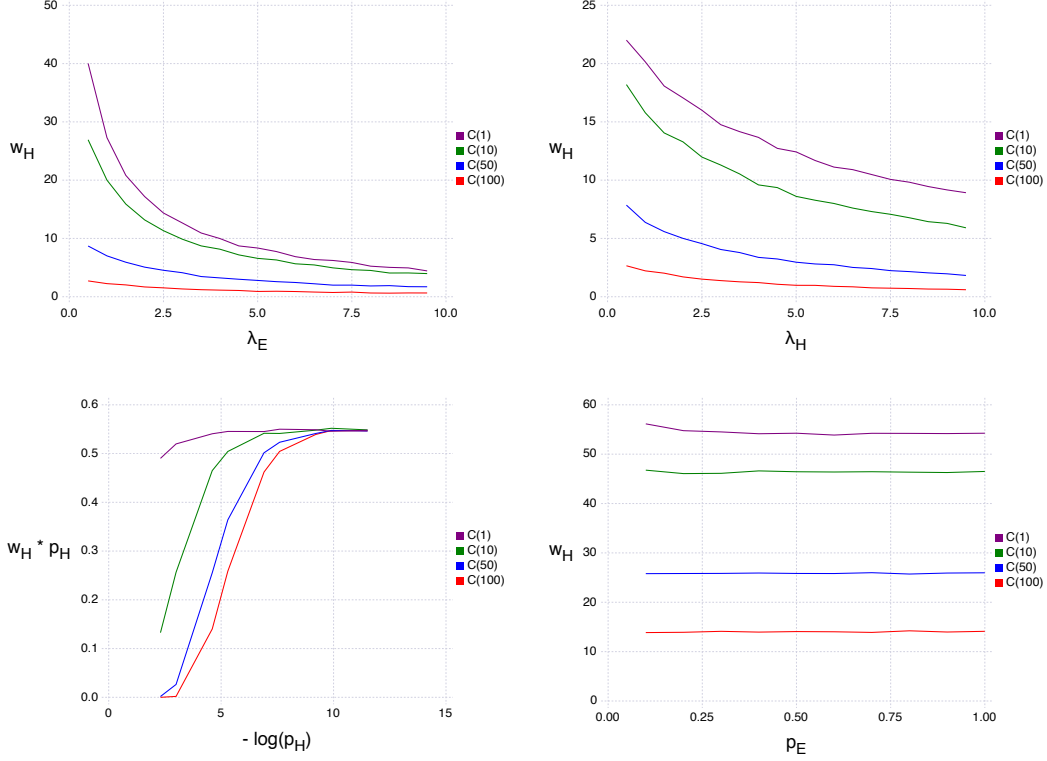 50
40
30
20
10
0
w_H
0.0 2.5 5.0 7.5 10.0
λ_E
C(1)
C(10)
C(50)
C(100)
25
20
15
10
5
0
w_H
0.0 2.5 5.0 7.5 10.0
λ_H
C(1)
C(10)
C(50)
C(100)
0.6
0.5
0.4
0.3
0.2
0.1
0.0
w_H * p_H
0 5 10 15
- log(p_H)
C(1)
C(10)
C(50)
C(100)
60
50
40
30
20
10
0
w_H
0.00 0.25 0.50 0.75 1.00
p_E
C(1)
C(10)
C(50)
C(100)